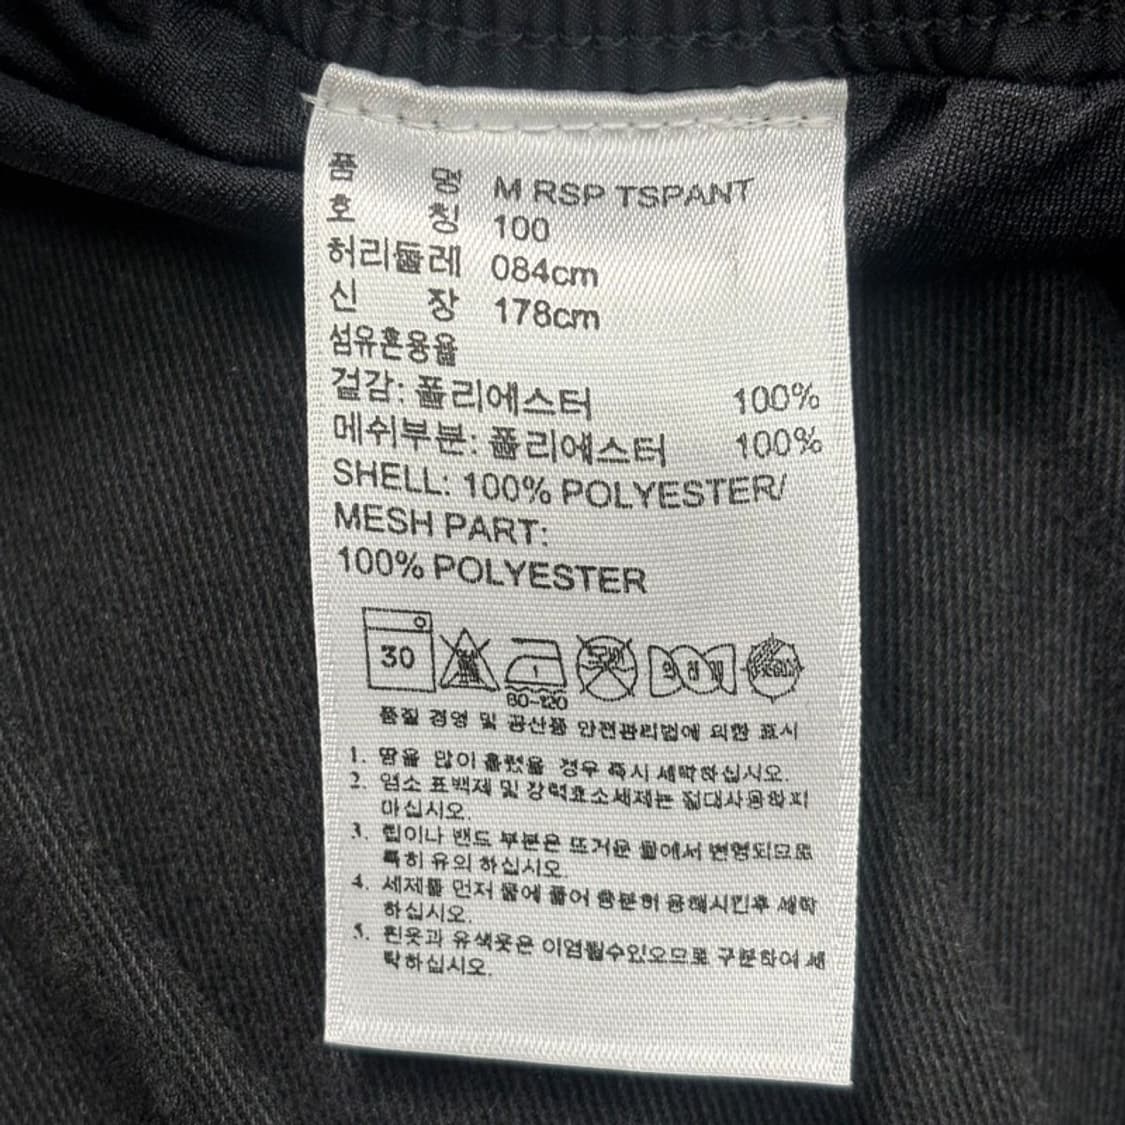 품 명 M RSP TSPANT
호 칭 100
허리둘레 084cm
신 장 178cm
섬유혼용율
겉감: 폴리에스터 100%
메쉬부분: 폴리에스터 100%
SHELL: 100% POLYESTER/
MESH PART:
100% POLYESTER
30
60-120
품질 경영 및 공산품 안전관리법에 의한 표시
1. 땀을 많이 흘렸을 경우 즉시 세탁하십시오.
2. 염소 표백제 및 강력효소세제는 절대사용하지
마십시오.
3. 립이나 밴드 부분은 뜨거운 물에서 변형되므로
특히 유의 하십시오.
4. 세제를 먼저 물에 풀어 충분히 용해시킨후 세탁
하십시오.
5. 흰옷과 유색옷은 이염될수있으므로 구분하여 세
탁하십시오.